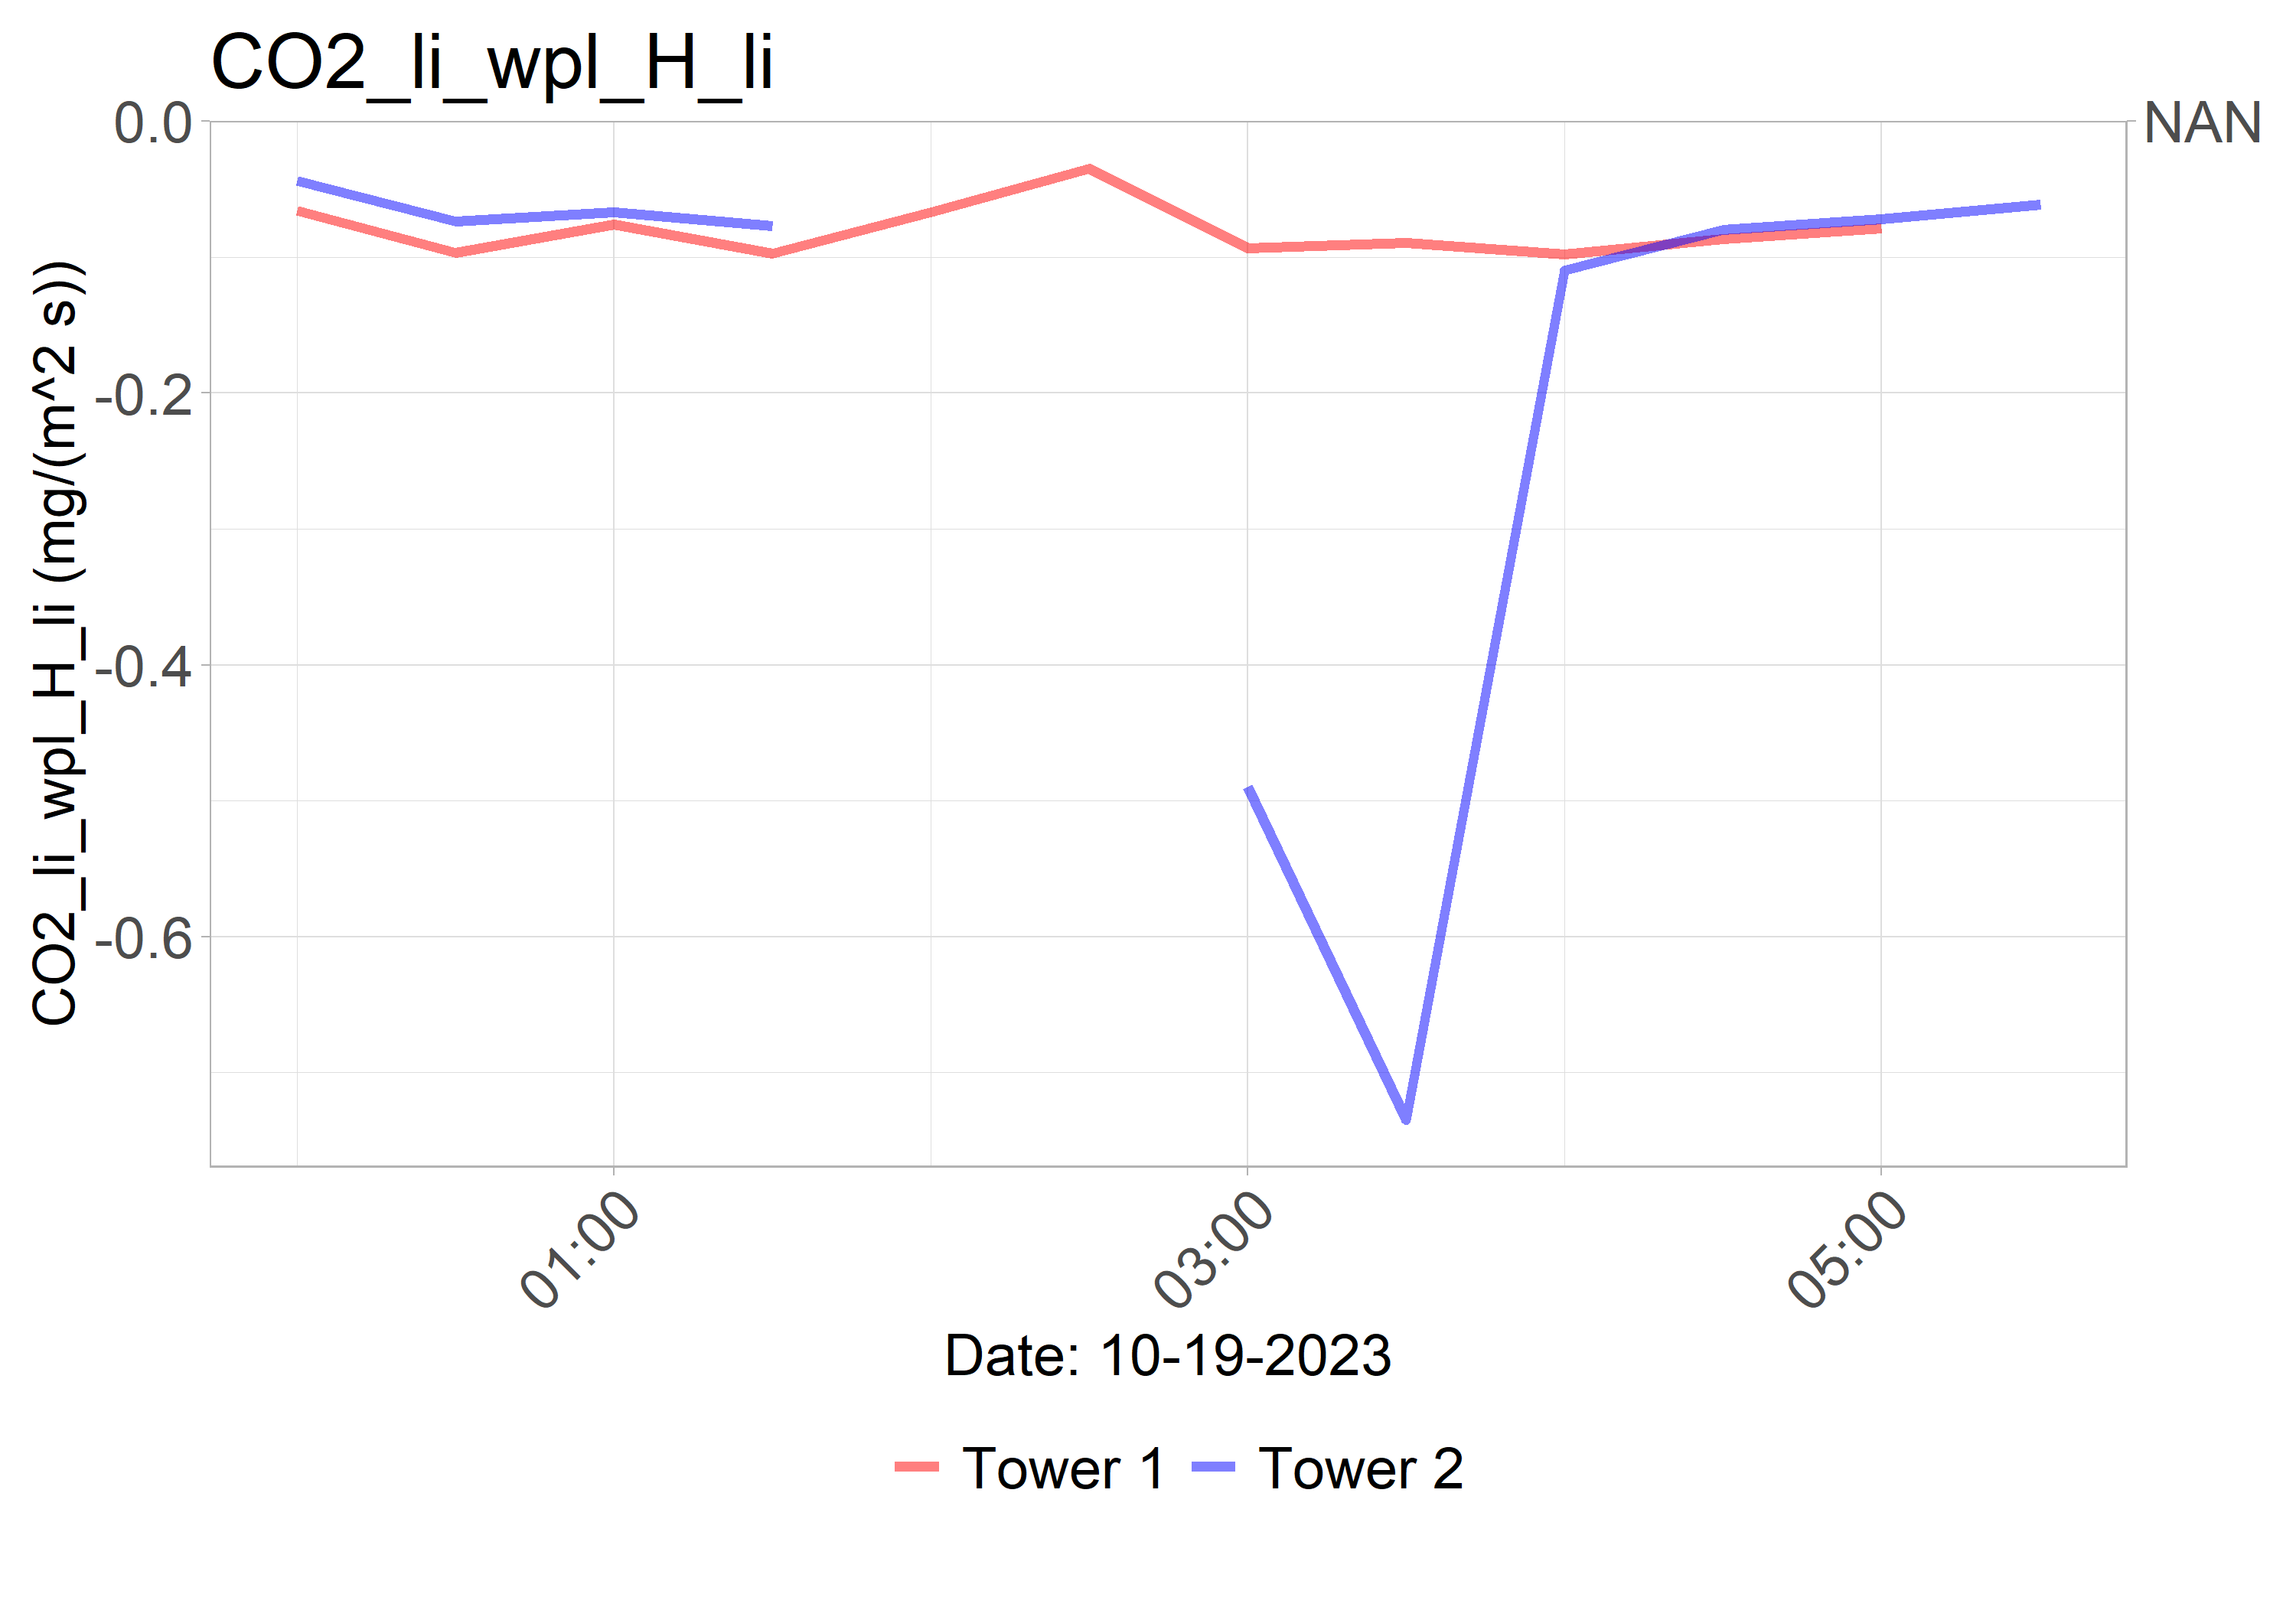 CO2_li_wpl_H_li
0.0
NAN
-0.2
-0.4
-0.6
CO2_li_wpl_H_li (mg/(m^2 s))
01:00
03:00
05:00
Date: 10-19-2023
Tower 1
Tower 2